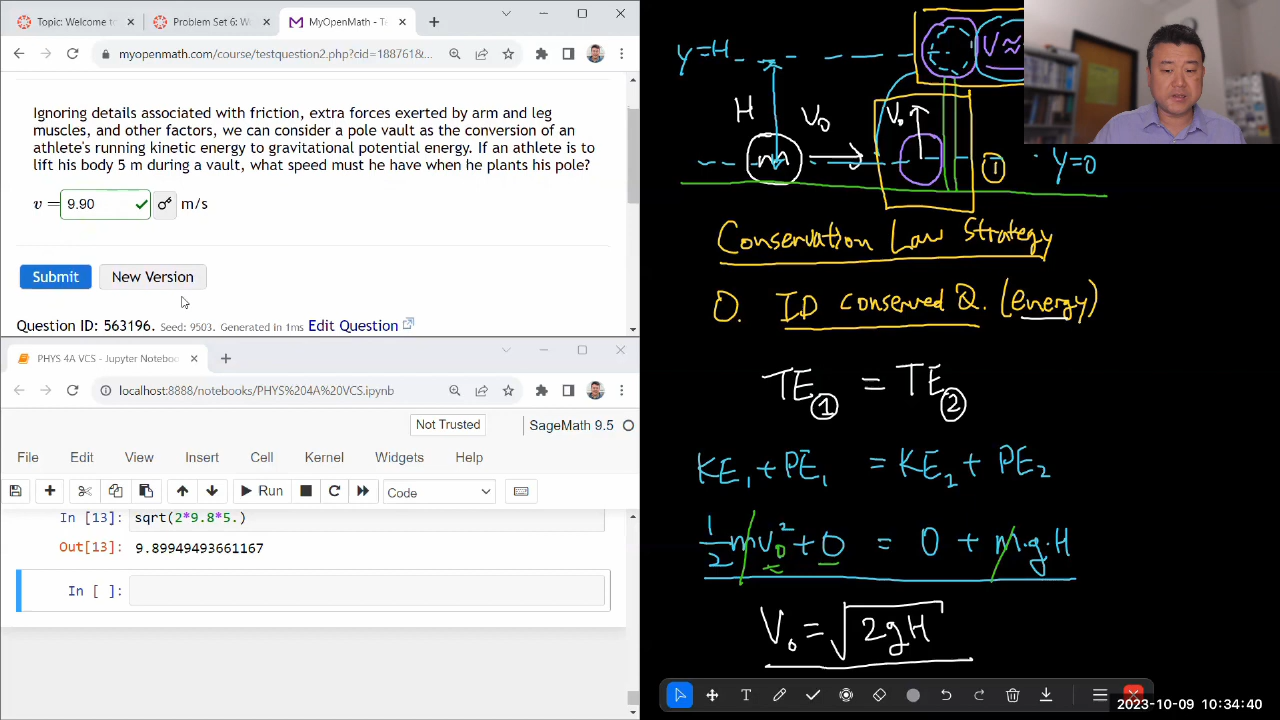 Topic: Welcome to
Problem Set 6 (V
MyOpenMath - Te
myopenmath.com/course/testquestion2.php?cid=188761&...
Ignoring details associated with friction, extra forces exerted by arm and leg
muscles, and other factors, we can consider a pole vault as the conversion of an
athlete's running kinetic energy to gravitational potential energy. If an athlete is to
lift his body 5 m during a vault, what speed must he have when he plants his pole?
v = 9.90 m/s
Submit New Version
Question ID: 563196. Seed: 9503. Generated in 1ms Edit Question
PHYS 4A VCS - Jupyter Noteboo
localhost:8888/notebooks/PHYS%204A%20VCS.ipynb
Not Trusted SageMath 9.5
File Edit View Insert Cell Kernel Widgets Help
Run Code
In [13]: sqrt(2*9.8*5.)
Out[13]: 9.89949493661167
In [ ]:
y=H
V≈
H V0 V0
m 1 y=0
Conservation Law Strategy
0. ID conserved Q. (energy)
TE1 = TE2
KE1 + PE1 = KE2 + PE2
1/2 m v0² + 0 = 0 + m·g·H
V0 = √2gH
2023-10-09 10:34:40